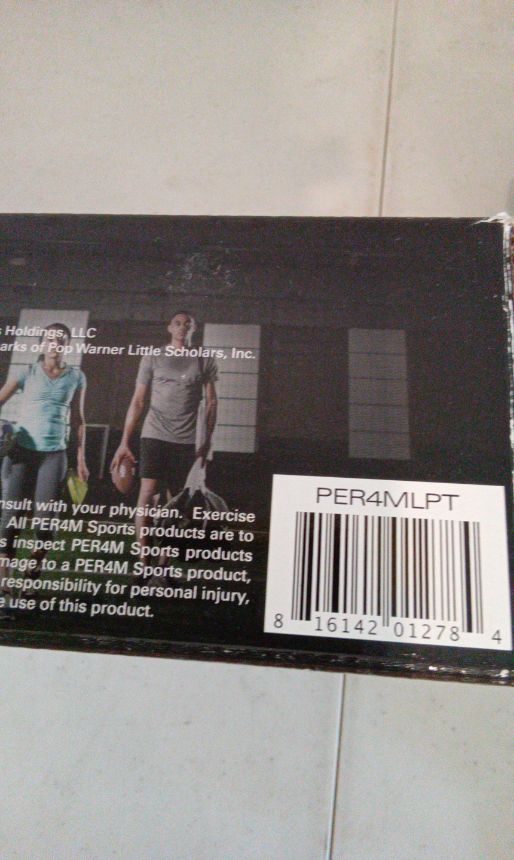 s Holdings, LLC
arks of Pop Warner Little Scholars, Inc.
nsult with your physician. Exercise
All PER4M Sports products are to
s inspect PER4M Sports products
mage to a PER4M Sports product,
responsibility for personal injury,
e use of this product.
PER4MLPT
8 16142 01278 4